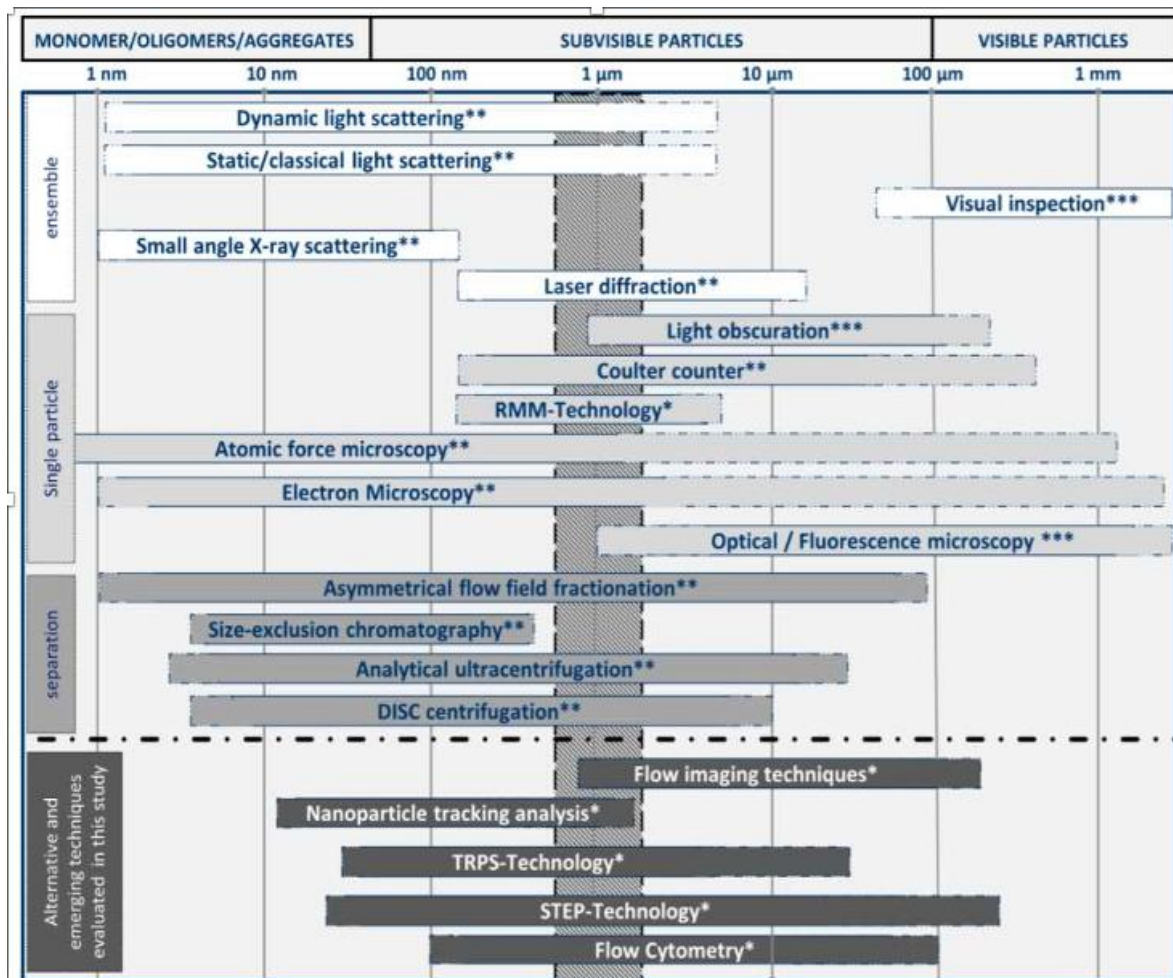 MONOMER/OLIGOMERS/AGGREGATES SUBVISIBLE PARTICLES VISIBLE PARTICLES
1 nm 10 nm 100 nm 1 µm 10 µm 100 µm 1 mm
ensemble
Dynamic light scattering**
Static/classical light scattering**
Visual inspection***
Small angle X-ray scattering**
Laser diffraction**
Single particle
Light obscuration***
Coulter counter**
RMM-Technology*
Atomic force microscopy**
Electron Microscopy**
Optical / Fluorescence microscopy ***
separation
Asymmetrical flow field fractionation**
Size-exclusion chromatography**
Analytical ultracentrifugation**
DISC centrifugation**
Alternative and
emerging techniques
evaluated in this study
Flow imaging techniques*
Nanoparticle tracking analysis*
TRPS-Technology*
STEP-Technology*
Flow Cytometry*